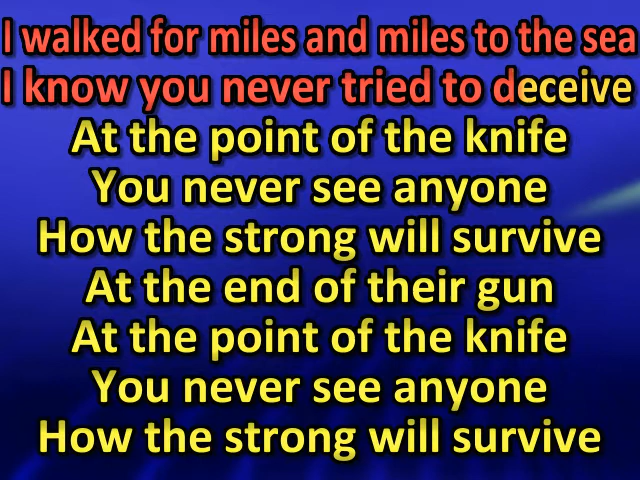 I walked for miles and miles to the sea
I know you never tried to deceive
At the point of the knife
You never see anyone
How the strong will survive
At the end of their gun
At the point of the knife
You never see anyone
How the strong will survive